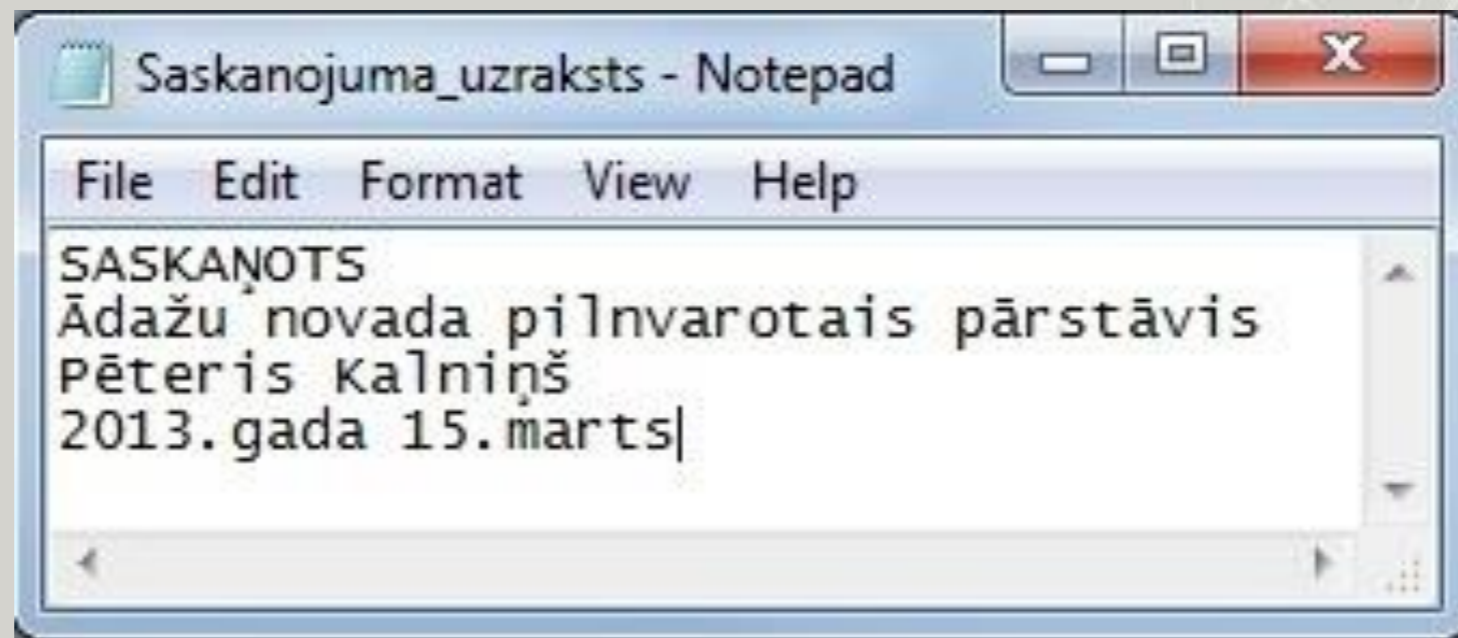 Saskanojuma_uzraksts - Notepad
File Edit Format View Help
SASKAŅOTS
Ādažu novada pilnvarotais pārstāvis
Pēteris Kalniņš
2013.gada 15.marts